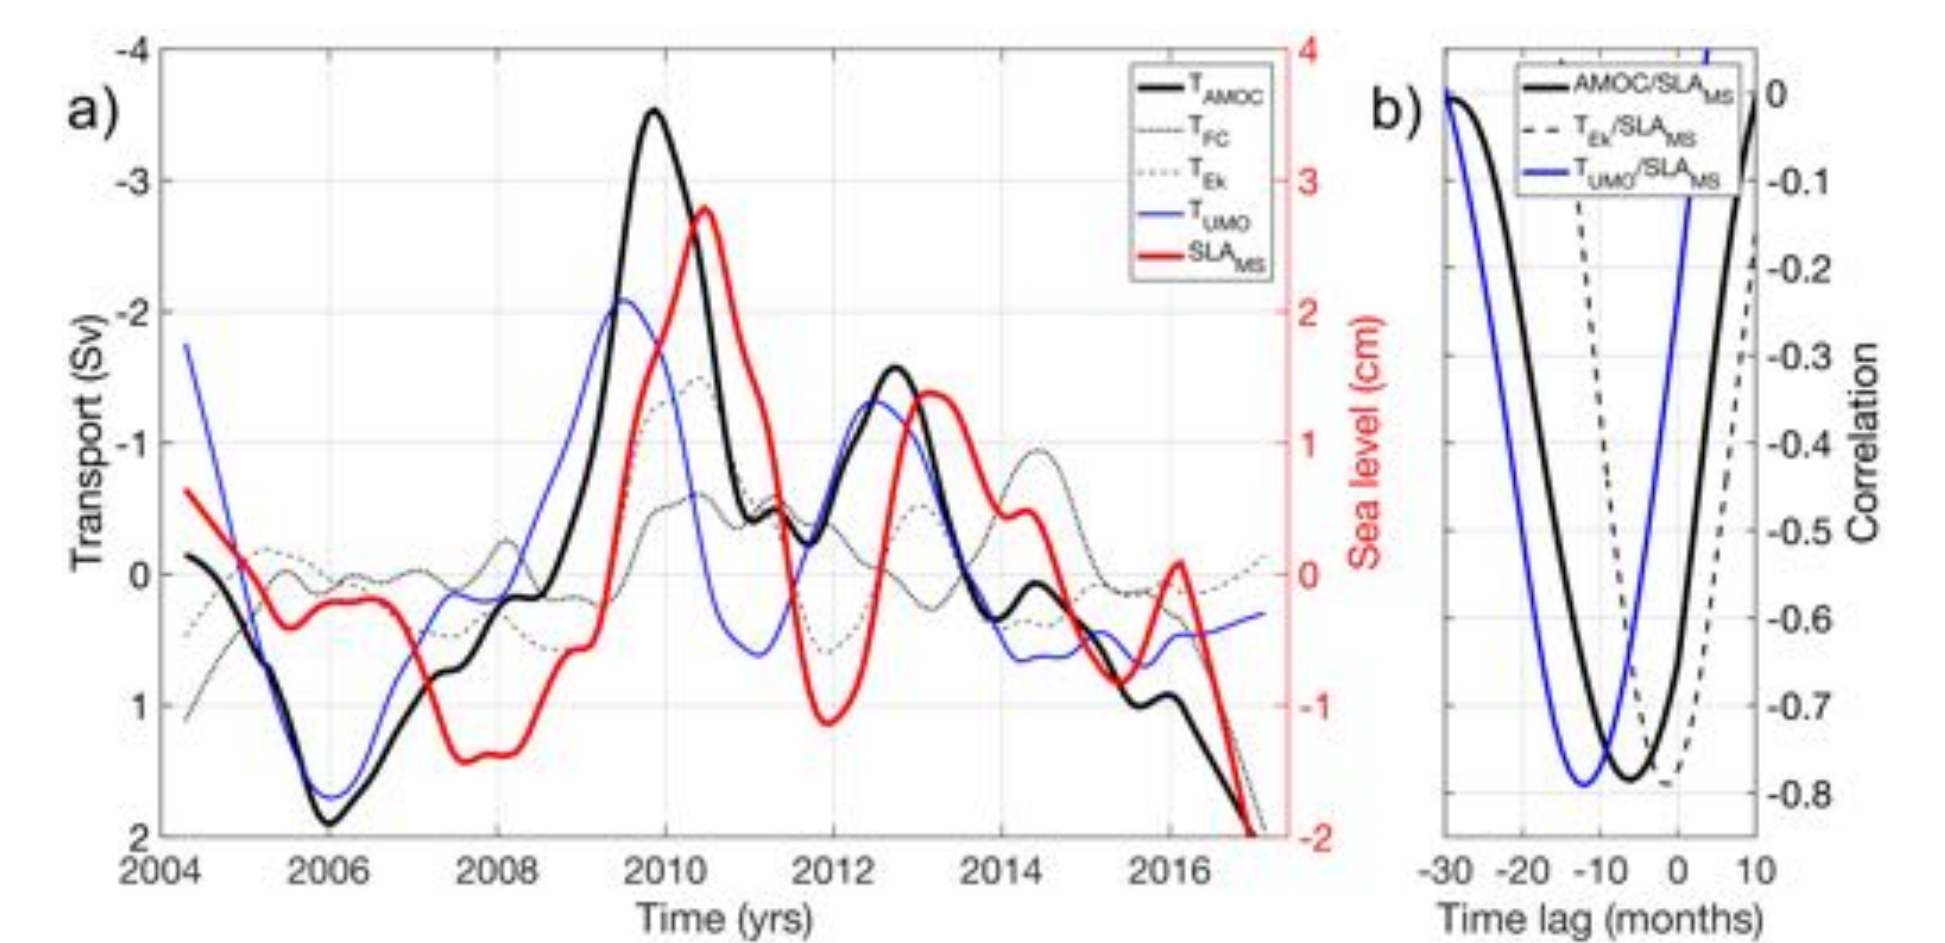 a)
Transport (Sv)
-4
-3
-2
-1
0
1
2
2004 2006 2008 2010 2012 2014 2016
Time (yrs)
4
3
2
1
0
-1
-2
Sea level (cm)
T_AMOC
T_FC
T_Ek
T_UMO
SLA_MS
b)
AMOC/SLA_MS
T_Ek/SLA_MS
T_UMO/SLA_MS
0
-0.1
-0.2
-0.3
-0.4
-0.5
-0.6
-0.7
-0.8
Correlation
-30 -20 -10 0 10
Time lag (months)